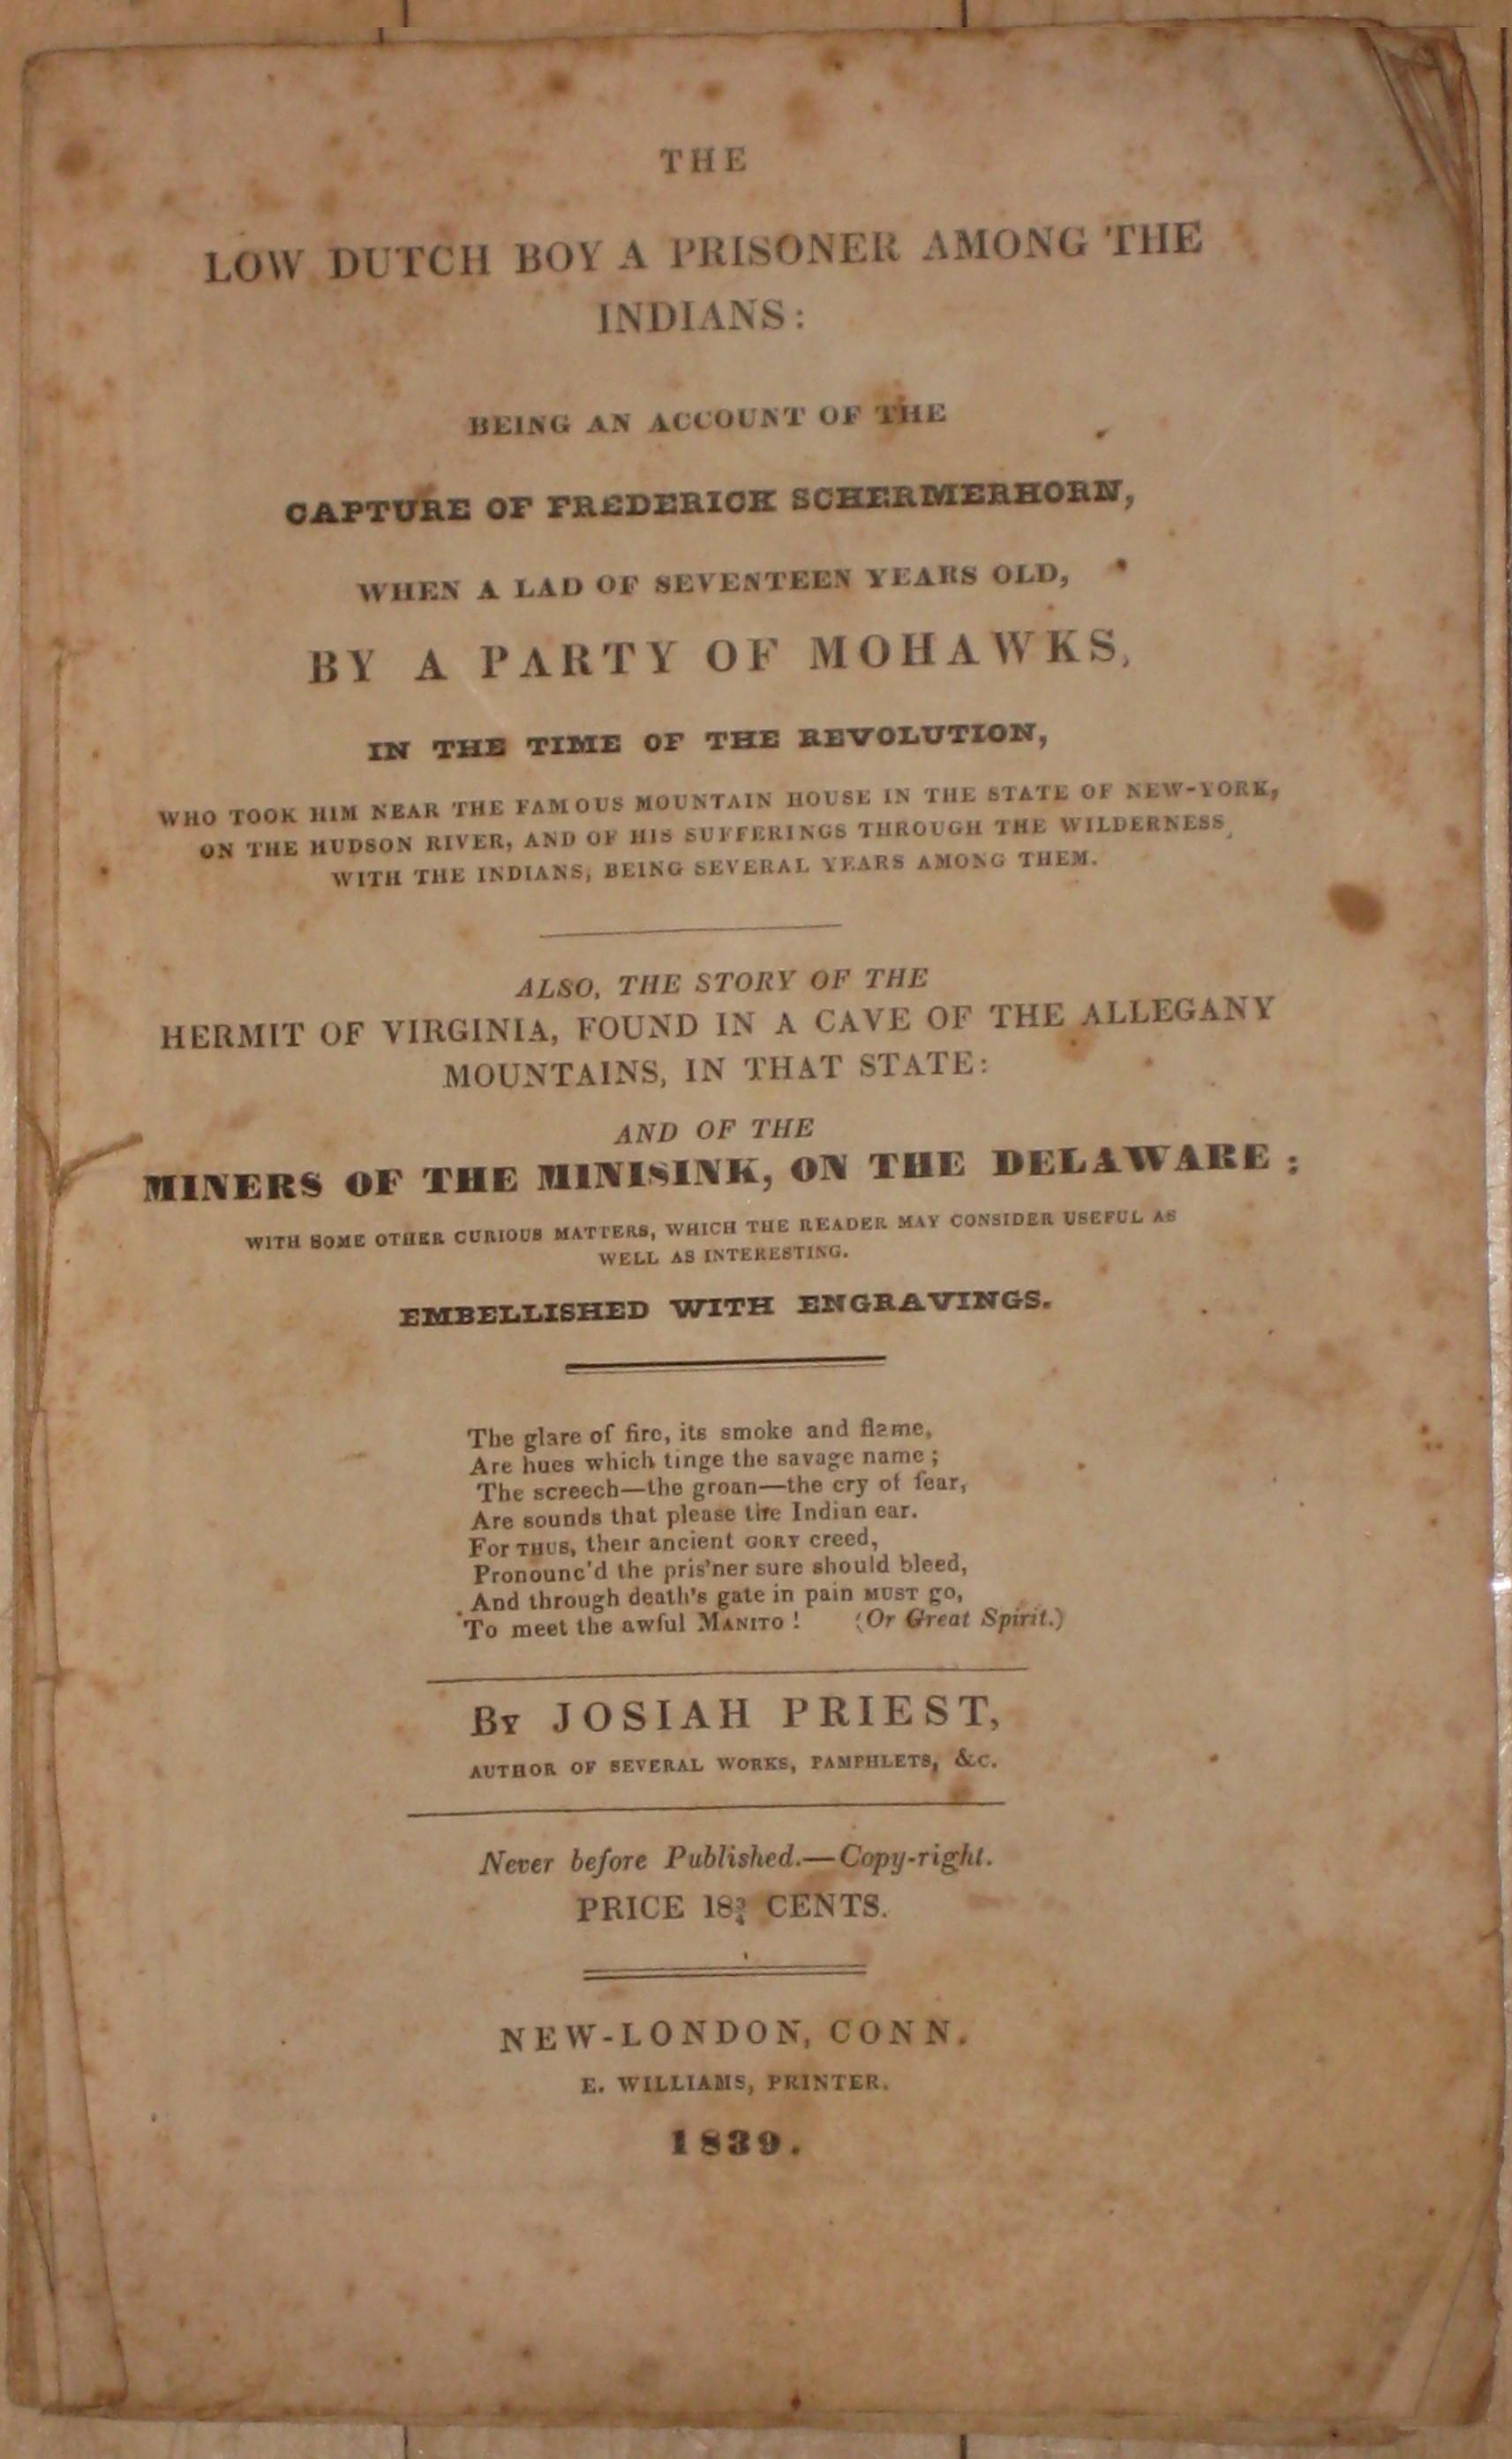 THE
LOW DUTCH BOY A PRISONER AMONG THE
INDIANS:
BEING AN ACCOUNT OF THE
CAPTURE OF FREDERICK SCHERMERHORN,
WHEN A LAD OF SEVENTEEN YEARS OLD,
BY A PARTY OF MOHAWKS,
IN THE TIME OF THE REVOLUTION,
WHO TOOK HIM NEAR THE FAMOUS MOUNTAIN HOUSE IN THE STATE OF NEW-YORK,
ON THE HUDSON RIVER, AND OF HIS SUFFERINGS THROUGH THE WILDERNESS
WITH THE INDIANS, BEING SEVERAL YEARS AMONG THEM.
ALSO, THE STORY OF THE
HERMIT OF VIRGINIA, FOUND IN A CAVE OF THE ALLEGANY
MOUNTAINS, IN THAT STATE:
AND OF THE
MINERS OF THE MINISINK, ON THE DELAWARE:
WITH SOME OTHER CURIOUS MATTERS, WHICH THE READER MAY CONSIDER USEFUL AS
WELL AS INTERESTING.
EMBELLISHED WITH ENGRAVINGS.
The glare of fire, its smoke and flame,
Are hues which tinge the savage name;
The screech—the groan—the cry of fear,
Are sounds that please the Indian ear.
For THUS, their ancient GORY creed,
Pronounc'd the pris'ner sure should bleed,
And through death's gate in pain MUST go,
To meet the awful MANITO! (Or Great Spirit.)
By JOSIAH PRIEST,
AUTHOR OF SEVERAL WORKS, PAMPHLETS, &C.
Never before Published.—Copy-right.
PRICE 18¾ CENTS.
NEW-LONDON, CONN.
E. WILLIAMS, PRINTER.
1839.